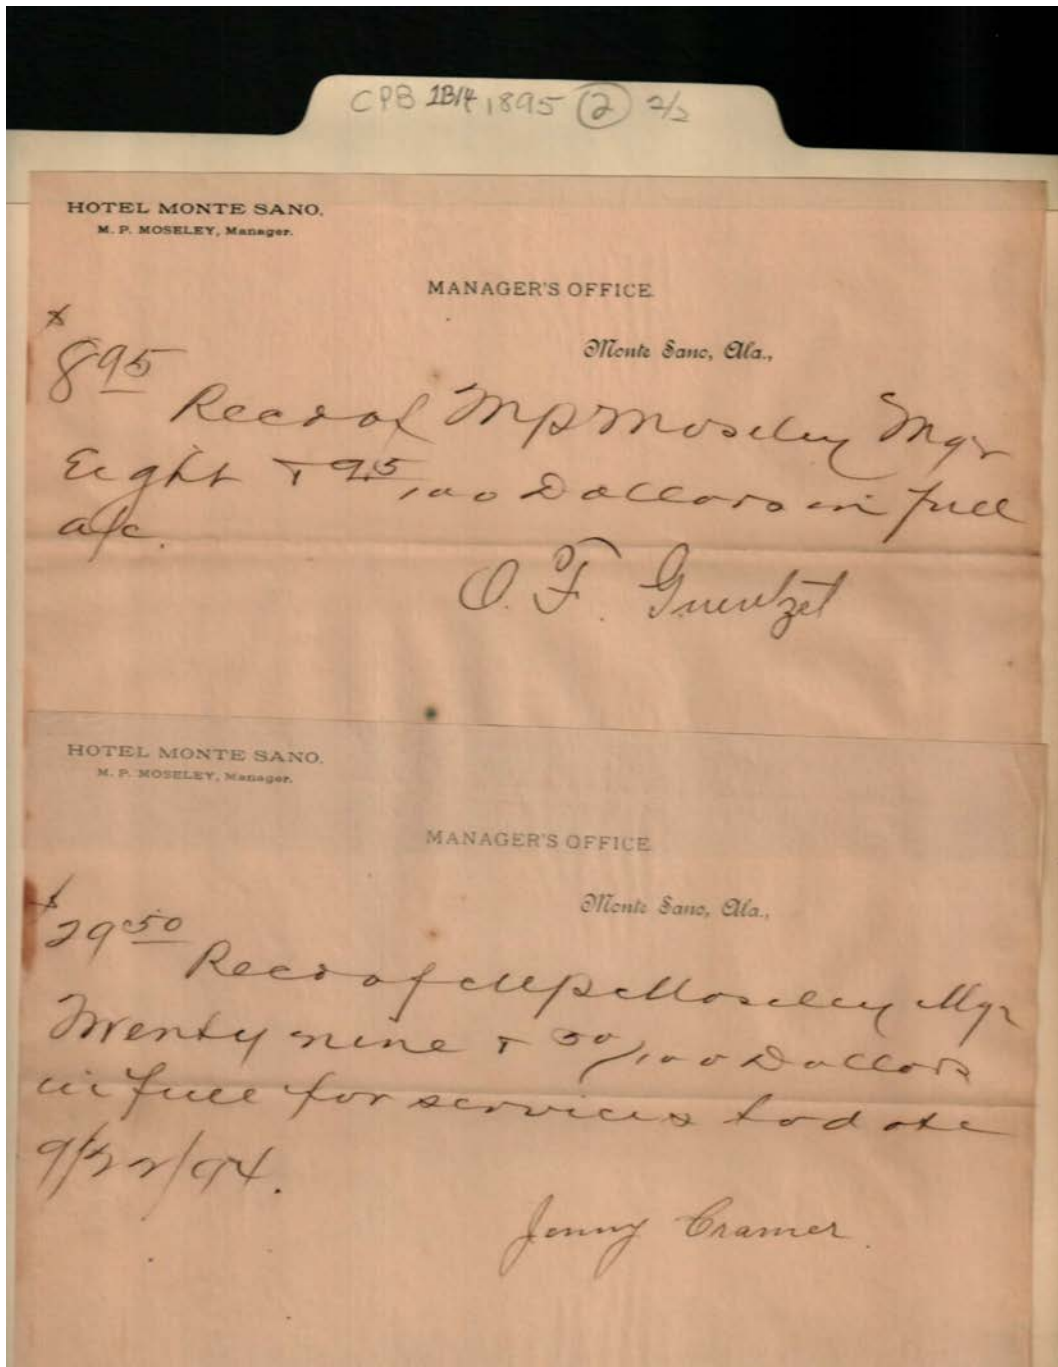 CPB 1B14 1895 (2) 2/2
HOTEL MONTE SANO,
M. P. MOSELEY, Manager.
MANAGER'S OFFICE
Monte Sano, Ala.,
$
8 95
Recd of M P Moseley Mgr
Eight + 95/100 Dollars in full
a/c.
O. F.
HOTEL MONTE SANO,
M. P. MOSELEY, Manager.
MANAGER'S OFFICE
Monte Sano, Ala.,
$
29 50
Recd of M P Moseley Mgr
Twenty nine + 50/100 Dollars
in full for services to date
9/22/94.
Jenny Cramer.